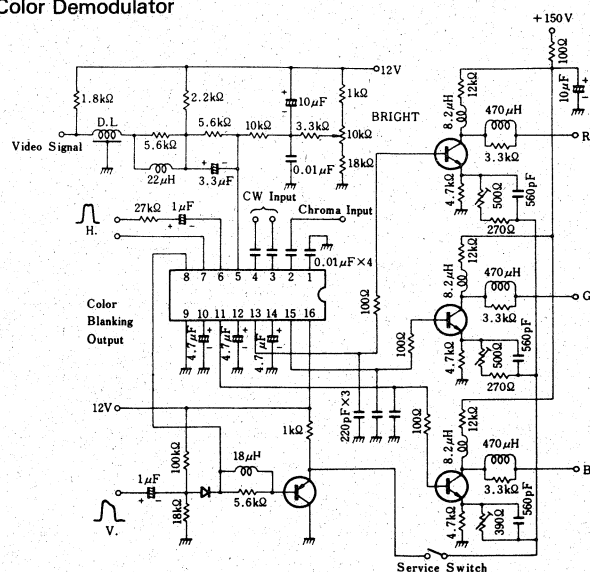 Color Demodulator
+150V
100Ω
12V
12kΩ
10μF
+
-
1.8kΩ
2.2kΩ
+
-
10μF
1kΩ
8.2μH
470μH
D.L
5.6kΩ
10kΩ
3.3kΩ
10kΩ
BRIGHT
R
Video Signal
5.6kΩ
3.3kΩ
22μH
+
-
3.3μF
0.01μF
18kΩ
4.7kΩ
500Ω
560pF
CW Input
27kΩ
1μF
+
-
Chroma Input
270Ω
H.
12kΩ
0.01μF×4
8 7 6 5 4 3 2 1
8.2μH
470μH
100Ω
G
Color
Blanking
Output
9 10 11 12 13 14 15 16
3.3kΩ
4.7μF
+
-
4.7μF
+
-
4.7μF
+
-
100Ω
4.7kΩ
500Ω
560pF
270Ω
220pF×3
100Ω
12V
1kΩ
12kΩ
8.2μH
470μH
100kΩ
18μH
B
1μF
+
-
5.6kΩ
3.3kΩ
V.
18kΩ
4.7kΩ
390Ω
560pF
Service Switch